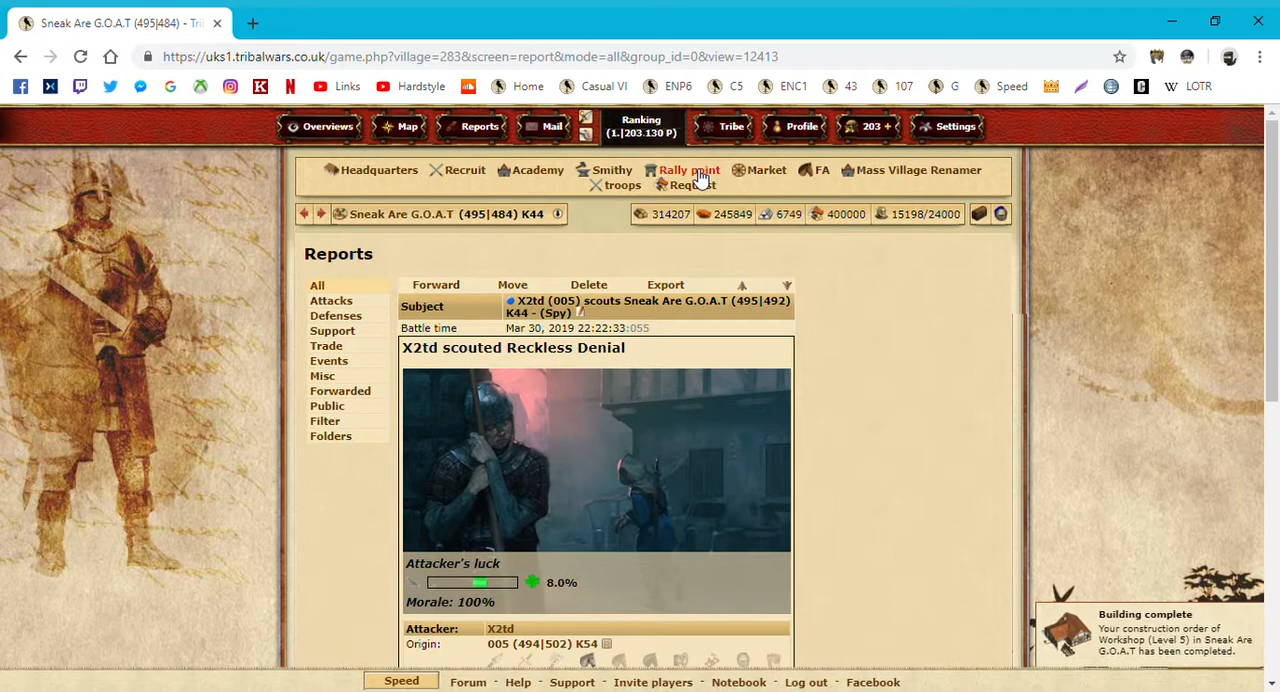 Sneak Are G.O.A.T (495|484) - Tri
https://uks1.tribalwars.co.uk/game.php?village=283&screen=report&mode=all&group_id=0&view=12413
Links Hardstyle Home Casual VI ENP6 C5 ENC1 43 107 G Speed LOTR
Overviews Map Reports Mail Ranking Tribe Profile 203 + Settings
(1.|203.130 P)
Headquarters Recruit Academy Smithy Rally point Market FA Mass Village Renamer
troops Request
Sneak Are G.O.A.T (495|484) K44 314207 245849 6749 400000 15198/24000
Reports
All
Attacks
Defenses
Support
Trade
Events
Misc
Forwarded
Public
Filter
Folders
Forward Move Delete Export
Subject X2td (005) scouts Sneak Are G.O.A.T (495|492)
K44 - (Spy)
Battle time Mar 30, 2019 22:22:33:055
X2td scouted Reckless Denial
Attacker's luck
8.0%
Morale: 100%
Attacker: X2td
Origin: 005 (494|502) K54
Building complete
Your construction order of
Workshop (Level 5) in Sneak Are
G.O.A.T has been completed.
Speed Forum - Help - Support - Invite players - Notebook - Log out - Facebook